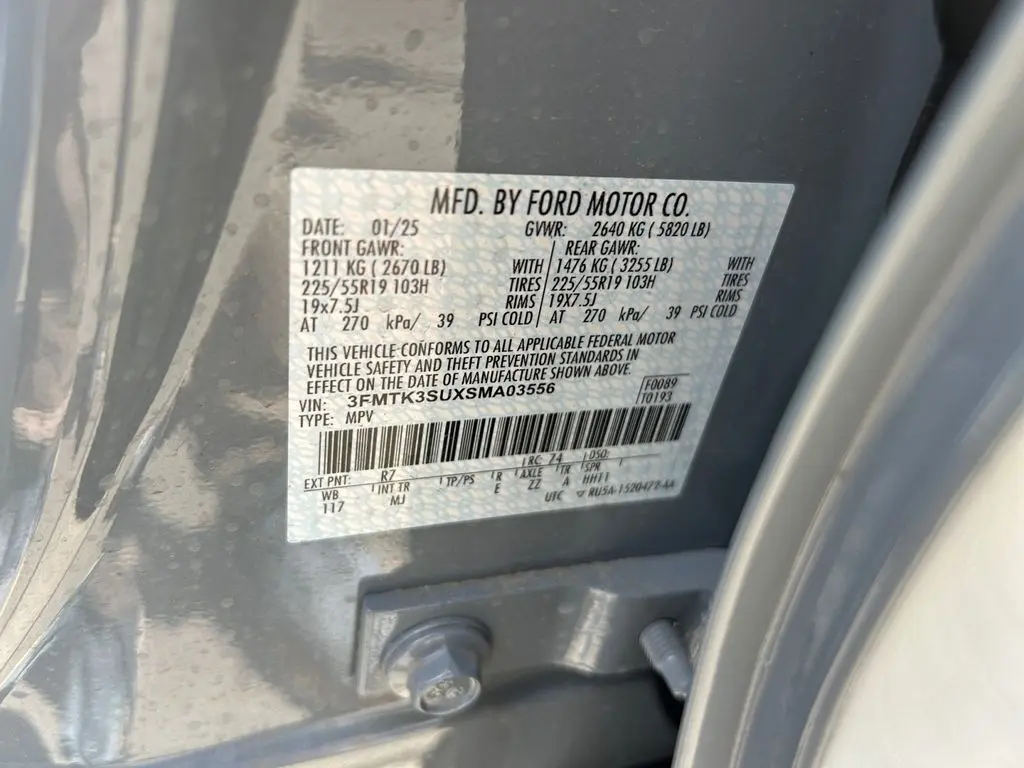 MFD. BY FORD MOTOR CO.
DATE: 01/25 GVWR: 2640 KG ( 5820 LB)
FRONT GAWR: REAR GAWR:
1211 KG ( 2670 LB) WITH 1476 KG ( 3255 LB) WITH
225/55R19 103H TIRES 225/55R19 103H TIRES
19x7.5J RIMS 19X7.5J RIMS
AT 270 kPa/ 39 PSI COLD AT 270 kPa/ 39 PSI COLD
THIS VEHICLE CONFORMS TO ALL APPLICABLE FEDERAL MOTOR
VEHICLE SAFETY AND THEFT PREVENTION STANDARDS IN
EFFECT ON THE DATE OF MANUFACTURE SHOWN ABOVE.
VIN: 3FMTK3SUXSMA03556 F0089
TYPE: MPV T0193
EXT PNT: R7 RC: 74 DSO:
WB INT TR TP/PS R AXLE TR SPR
117 MJ E ZZ A HH11
UTC RU5A-1520472-AA